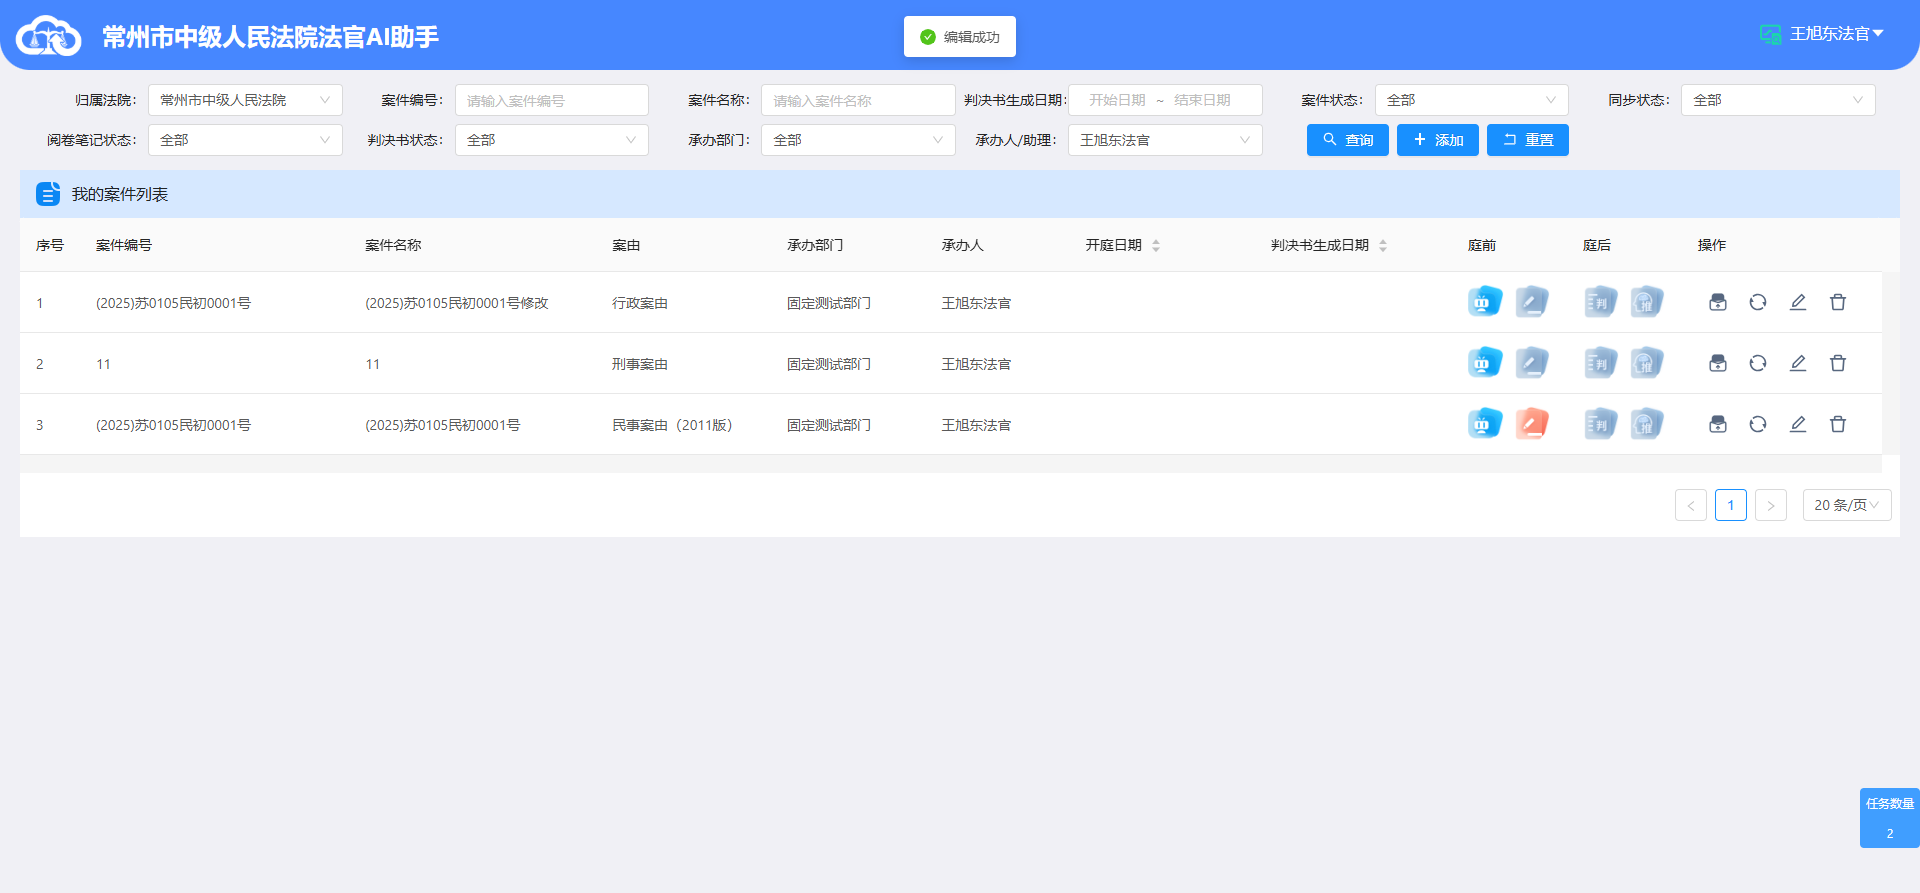 常州市中级人民法院法官AI助手
编辑成功
王旭东法官
归属法院: 常州市中级人民法院 案件编号: 请输入案件编号 案件名称: 请输入案件名称 判决书生成日期: 开始日期 ~ 结束日期 案件状态: 全部 同步状态: 全部
阅卷笔记状态: 全部 判决书状态: 全部 承办部门: 全部 承办人/助理: 王旭东法官 查询 添加 重置
我的案件列表
序号 案件编号 案件名称 案由 承办部门 承办人 开庭日期 判决书生成日期 庭前 庭后 操作
1 (2025)苏0105民初0001号 (2025)苏0105民初0001号修改 行政案由 固定测试部门 王旭东法官 判 推
2 11 11 刑事案由 固定测试部门 王旭东法官 判 推
3 (2025)苏0105民初0001号 (2025)苏0105民初0001号 民事案由（2011版） 固定测试部门 王旭东法官 判 推
< 1 > 20 条/页
任务数量
2